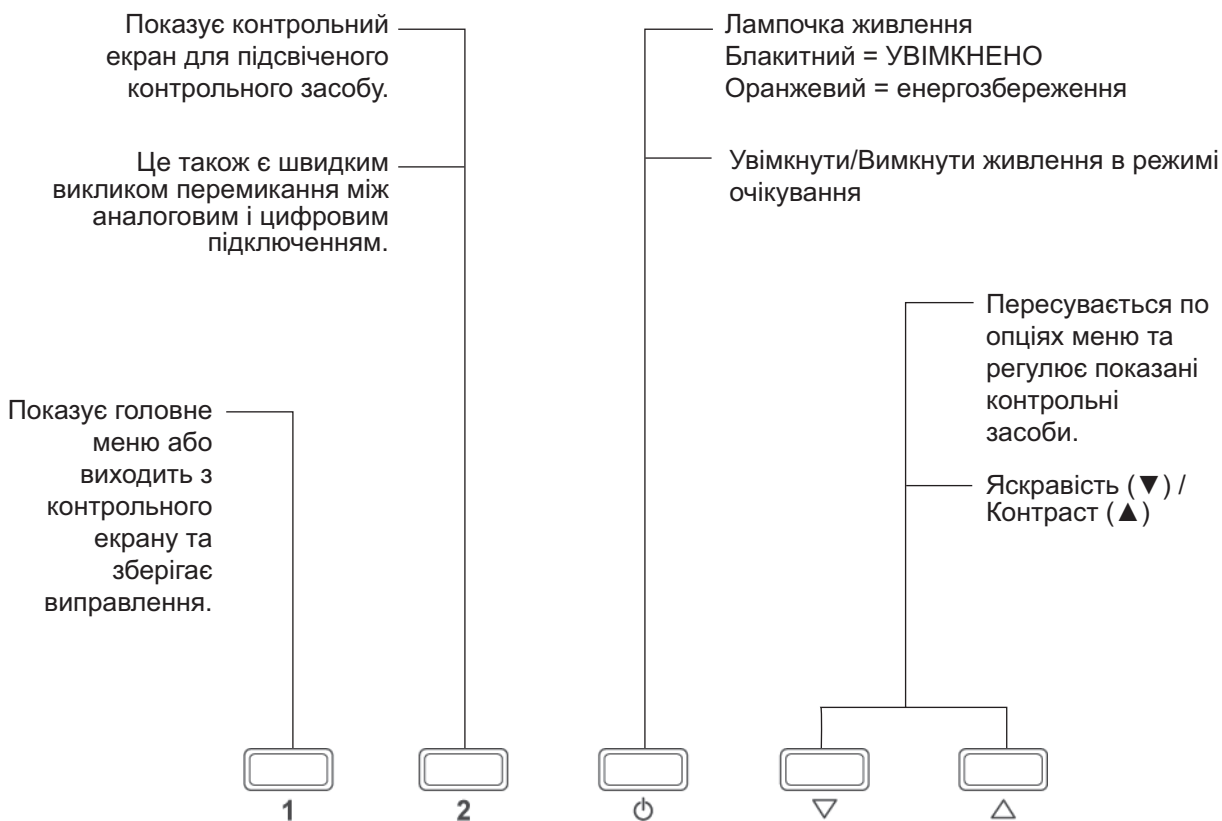 Показує контрольний
екран для підсвіченого
контрольного засобу.
Це також є швидким
викликом перемикання між
аналоговим і цифровим
підключенням.
Показує головне
меню або
виходить з
контрольного
екрану та
зберігає
виправлення.
Лампочка живлення
Блакитний = УВІМКНЕНО
Оранжевий = енергозбереження
Увімкнути/Вимкнути живлення в режимі
очікування
Пересувається по
опціях меню та
регулює показані
контрольні
засоби.
Яскравість (▼) /
Контраст (▲)
1
2